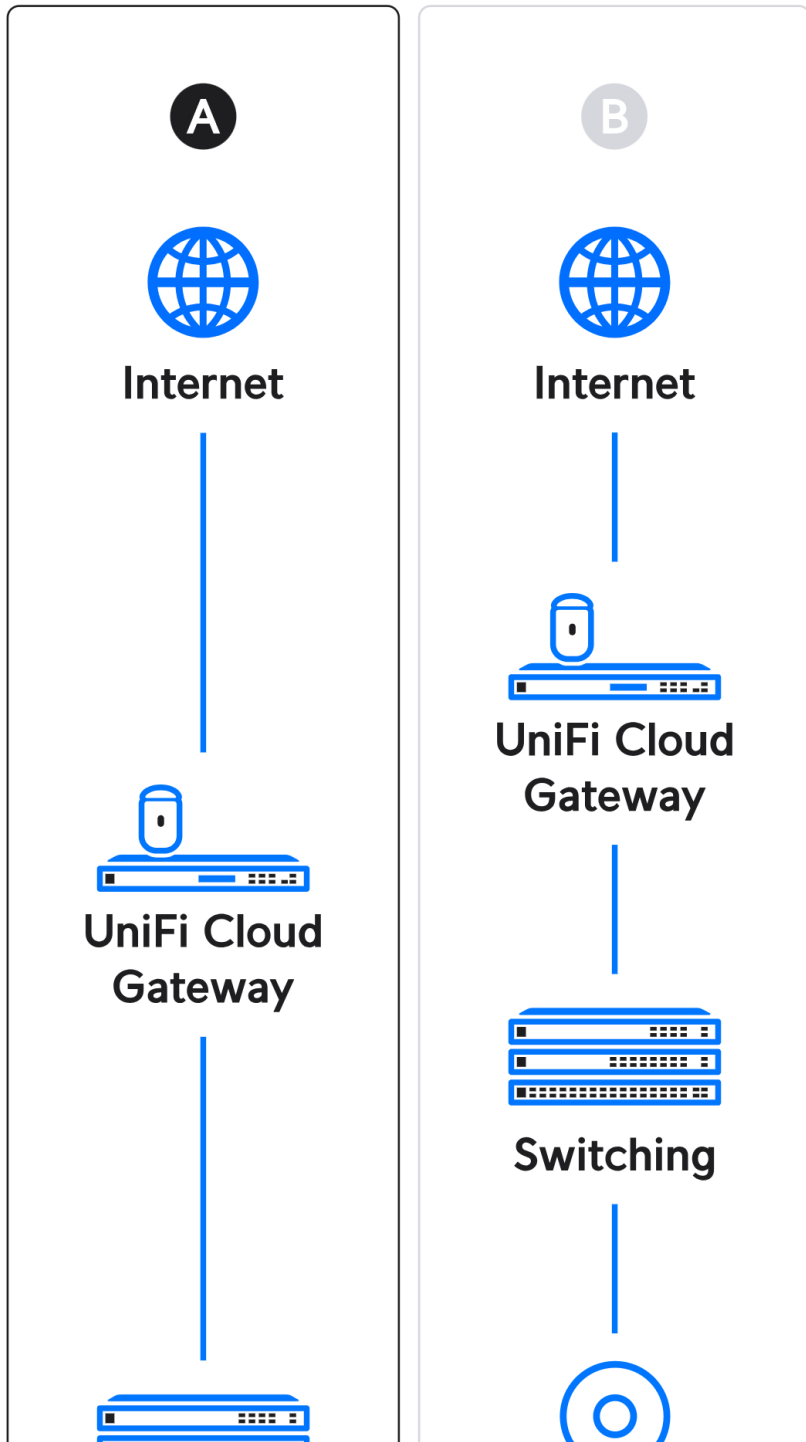 A
Internet
UniFi Cloud
Gateway
B
Internet
UniFi Cloud
Gateway
Switching